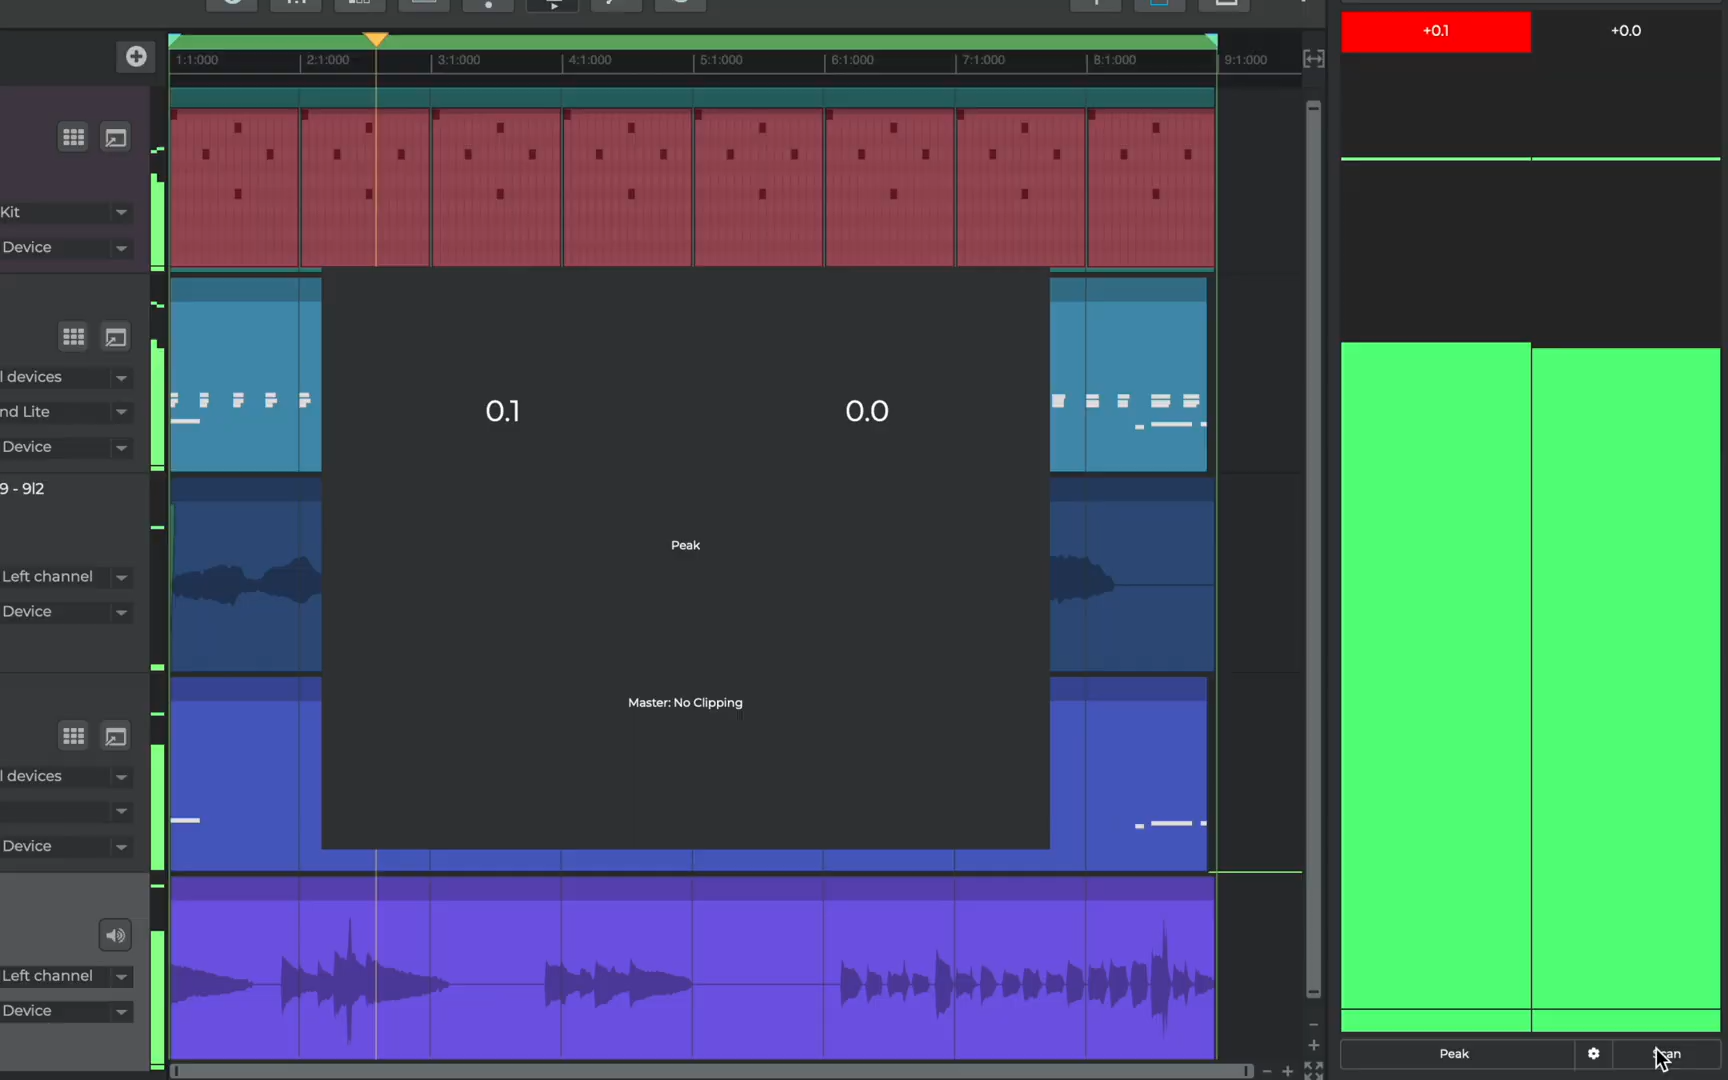 +0.1
+0.0
1:1:000
2:1:000
3:1:000
4:1:000
5:1:000
6:1:000
7:1:000
8:1:000
9:1:000
Kit
Device
l devices
nd Lite
Device
9 - 9l2
Left channel
Device
l devices
Device
Left channel
Device
0.1
0.0
Peak
Master: No Clipping
Peak